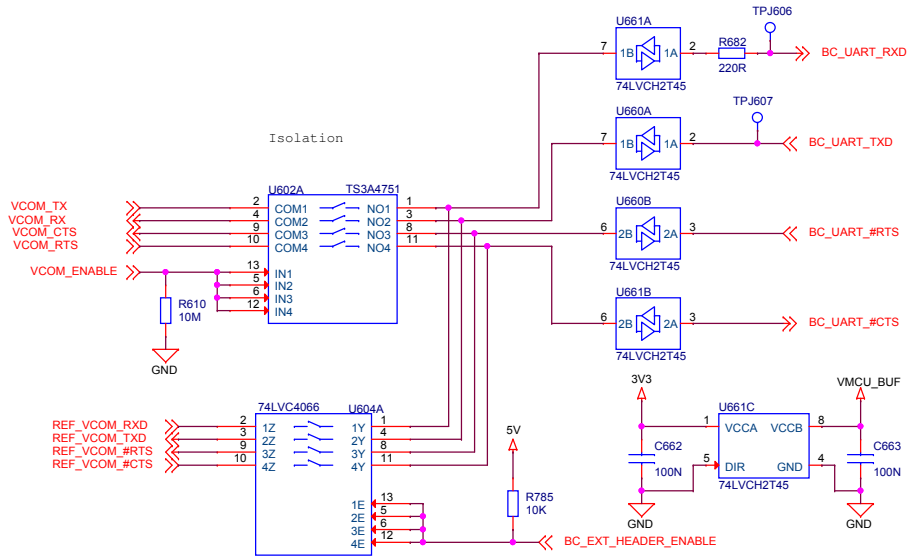 TPJ606
U661A
R682
7 1B 1A 2
BC_UART_RXD
220R
74LVCH2T45
TPJ607
U660A
7 1B 1A 2
BC_UART_TXD
74LVCH2T45
Isolation
U602A TS3A4751
VCOM_TX 2 COM1 NO1 1
VCOM_RX 4 COM2 NO2 3
VCOM_CTS 9 COM3 NO3 8
VCOM_RTS 10 COM4 NO4 11
VCOM_ENABLE 13 IN1
5 IN2
6 IN3
12 IN4
R610
10M
GND
U660B
6 2B 2A 3
BC_UART_#RTS
74LVCH2T45
U661B
6 2B 2A 3
BC_UART_#CTS
74LVCH2T45
74LVC4066 U604A
REF_VCOM_RXD 2 1Z 1Y 1
REF_VCOM_TXD 3 2Z 2Y 4
REF_VCOM_#RTS 9 3Z 3Y 8
REF_VCOM_#CTS 10 4Z 4Y 11
1E 13
2E 5
3E 6
4E 12
5V
R785
10K
BC_EXT_HEADER_ENABLE
3V3
VMCU_BUF
U661C
1 VCCA VCCB 8
C662
100N
5 DIR GND 4
C663
100N
74LVCH2T45
GND
GND